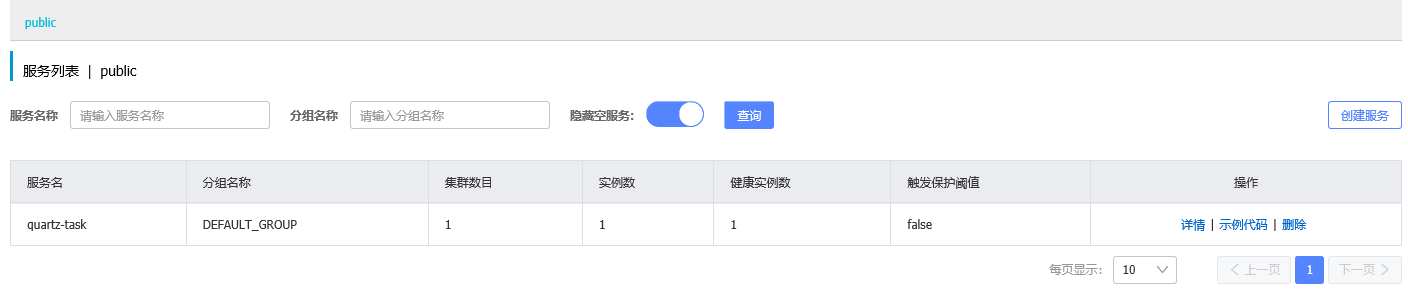 public
服务列表 | public
服务名称 请输入服务名称 分组名称 请输入分组名称 隐藏空服务: 查询 创建服务
服务名 分组名称 集群数目 实例数 健康实例数 触发保护阈值 操作
quartz-task DEFAULT_GROUP 1 1 1 false 详情 | 示例代码 | 删除
每页显示: 10 上一页 1 下一页